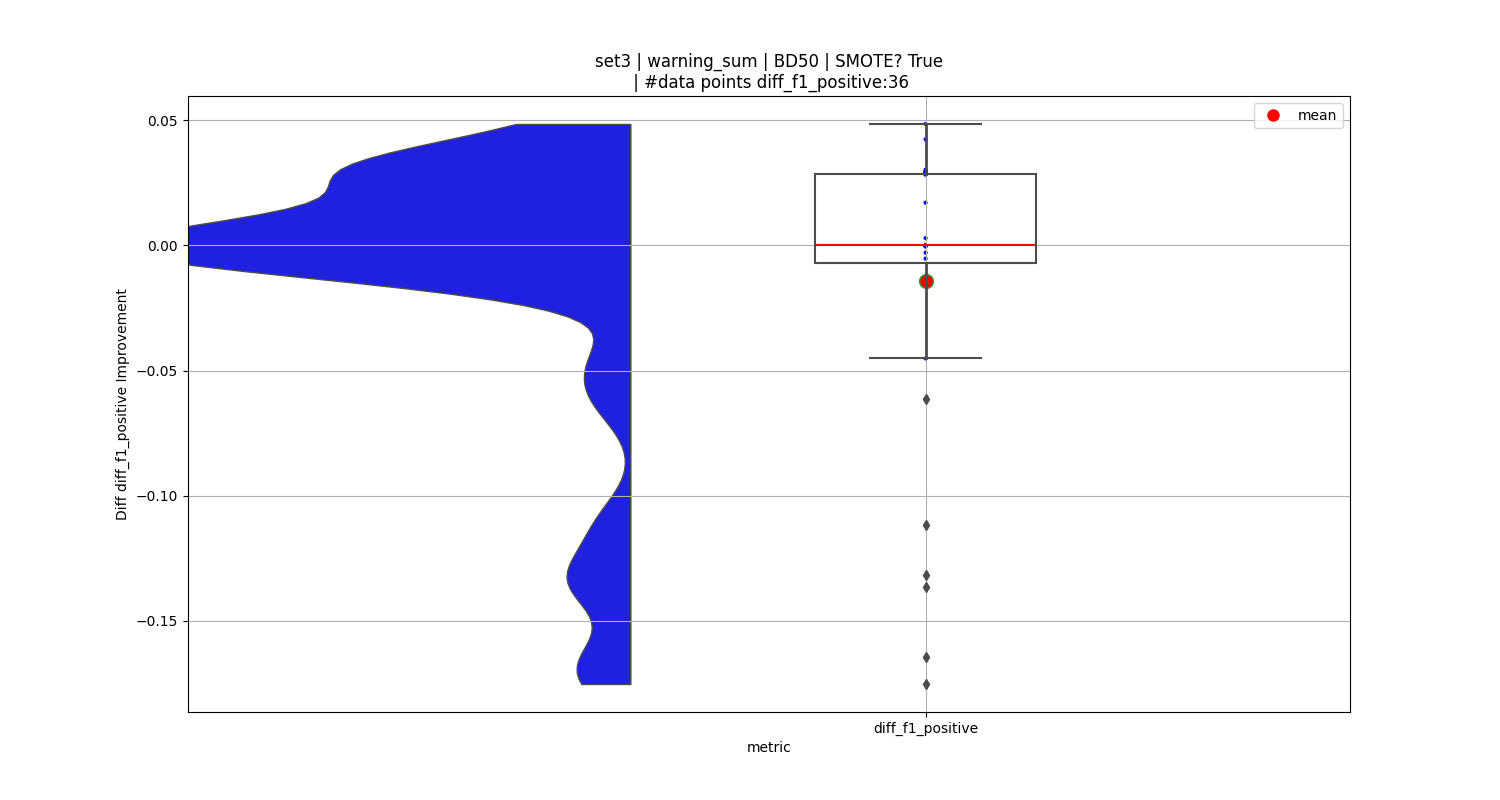 set3 | warning_sum | BD50 | SMOTE? True
| #data points diff_f1_positive:36
mean
0.05
0.00
−0.05
−0.10
−0.15
Diff diff_f1_positive Improvement
diff_f1_positive
metric